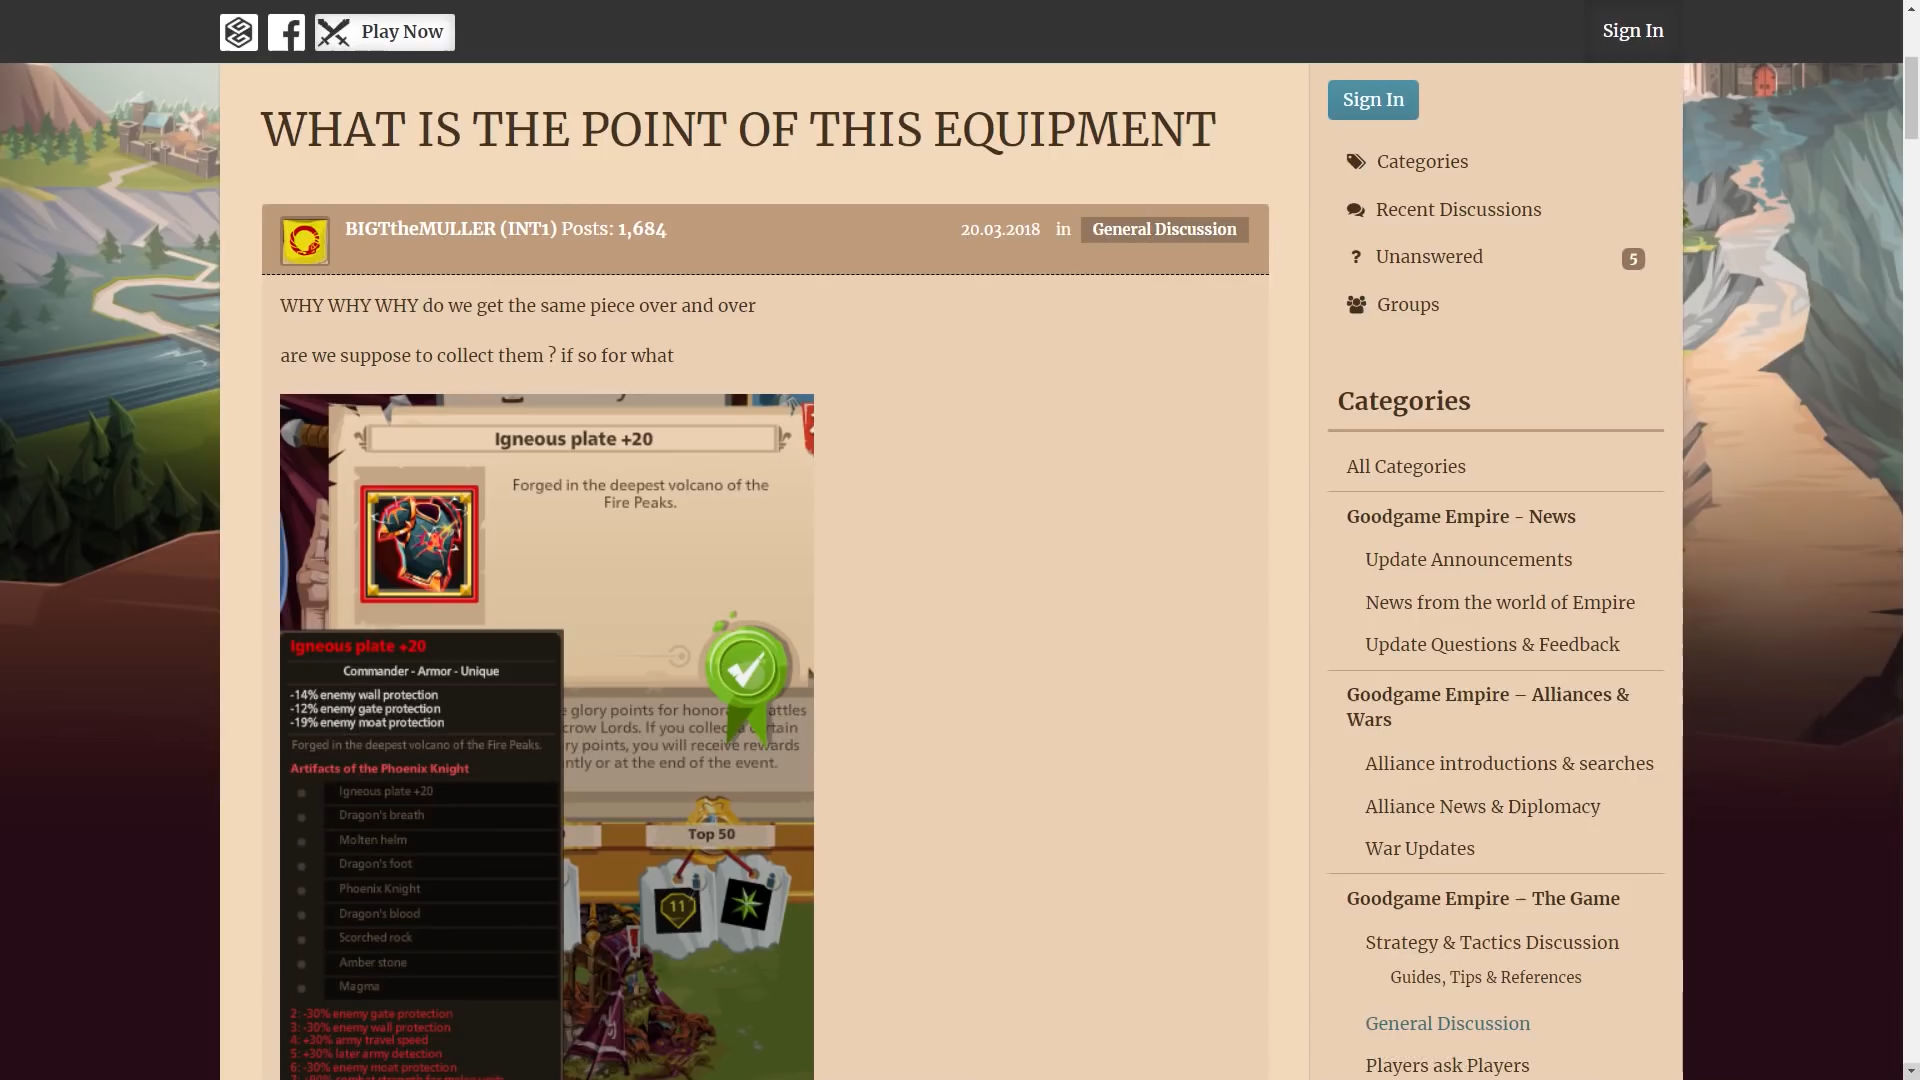 Play Now
Sign In
WHAT IS THE POINT OF THIS EQUIPMENT
BIGTtheMULLER (INT1) Posts: 1,684
20.03.2018 in General Discussion
WHY WHY WHY do we get the same piece over and over
are we suppose to collect them ? if so for what
Igneous plate +20
Forged in the deepest volcano of the
Fire Peaks.
Igneous plate +20
Commander - Armor - Unique
-14% enemy wall protection
-12% enemy gate protection
-19% enemy moat protection
Forged in the deepest volcano of the Fire Peaks.
Artifacts of the Phoenix Knight
Igneous plate +20
Dragon's breath
Molten helm
Dragon's foot
Phoenix Knight
Dragon's blood
Scorched rock
Amber stone
Magma
2: -30% enemy gate protection
3: -30% enemy wall protection
4: +30% army travel speed
5: +30% later army detection
6: -30% enemy moat protection
glory points for
crow Lords. If you
points, you will receive rewards
or at the end of the event.
Top 50
11
Sign In
Categories
Recent Discussions
? Unanswered 5
Groups
Categories
All Categories
Goodgame Empire - News
Update Announcements
News from the world of Empire
Update Questions & Feedback
Goodgame Empire – Alliances &
Wars
Alliance introductions & searches
Alliance News & Diplomacy
War Updates
Goodgame Empire – The Game
Strategy & Tactics Discussion
Guides, Tips & References
General Discussion
Players ask Players